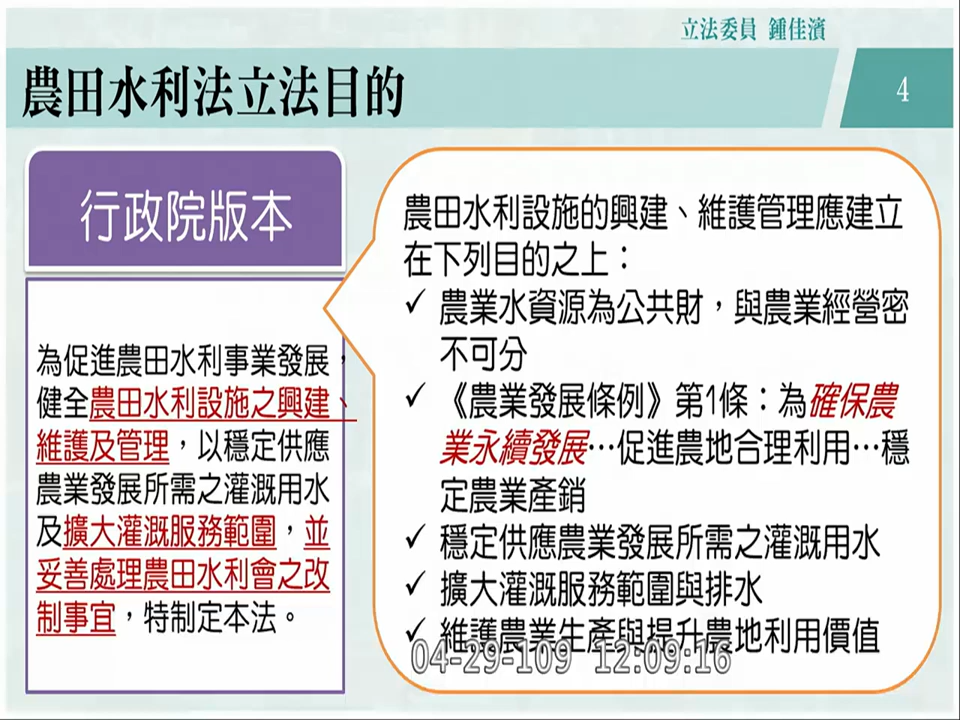 立法委員 鍾佳濱
農田水利法立法目的
4
行政院版本
為促進農田水利事業發展，
健全農田水利設施之興建、
維護及管理，以穩定供應
農業發展所需之灌溉用水
及擴大灌溉服務範圍，並
妥善處理農田水利會之改
制事宜，特制定本法。
農田水利設施的興建、維護管理應建立
在下列目的之上：
✓ 農業水資源為公共財，與農業經營密
不可分
✓ 《農業發展條例》第1條：為確保農
業永續發展…促進農地合理利用…穩
定農業產銷
✓ 穩定供應農業發展所需之灌溉用水
✓ 擴大灌溉服務範圍與排水
✓ 維護農業生產與提升農地利用價值
04-29-109 12:09:16